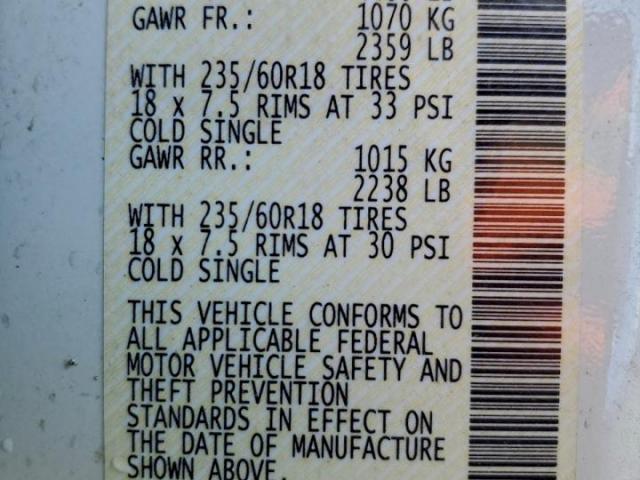 GAWR FR.: 1070 KG
2359 LB
WITH 235/60R18 TIRES
18 x 7.5 RIMS AT 33 PSI
COLD SINGLE
GAWR RR.: 1015 KG
2238 LB
WITH 235/60R18 TIRES
18 x 7.5 RIMS AT 30 PSI
COLD SINGLE
THIS VEHICLE CONFORMS TO
ALL APPLICABLE FEDERAL
MOTOR VEHICLE SAFETY AND
THEFT PREVENTION
STANDARDS IN EFFECT ON
THE DATE OF MANUFACTURE
SHOWN ABOVE.